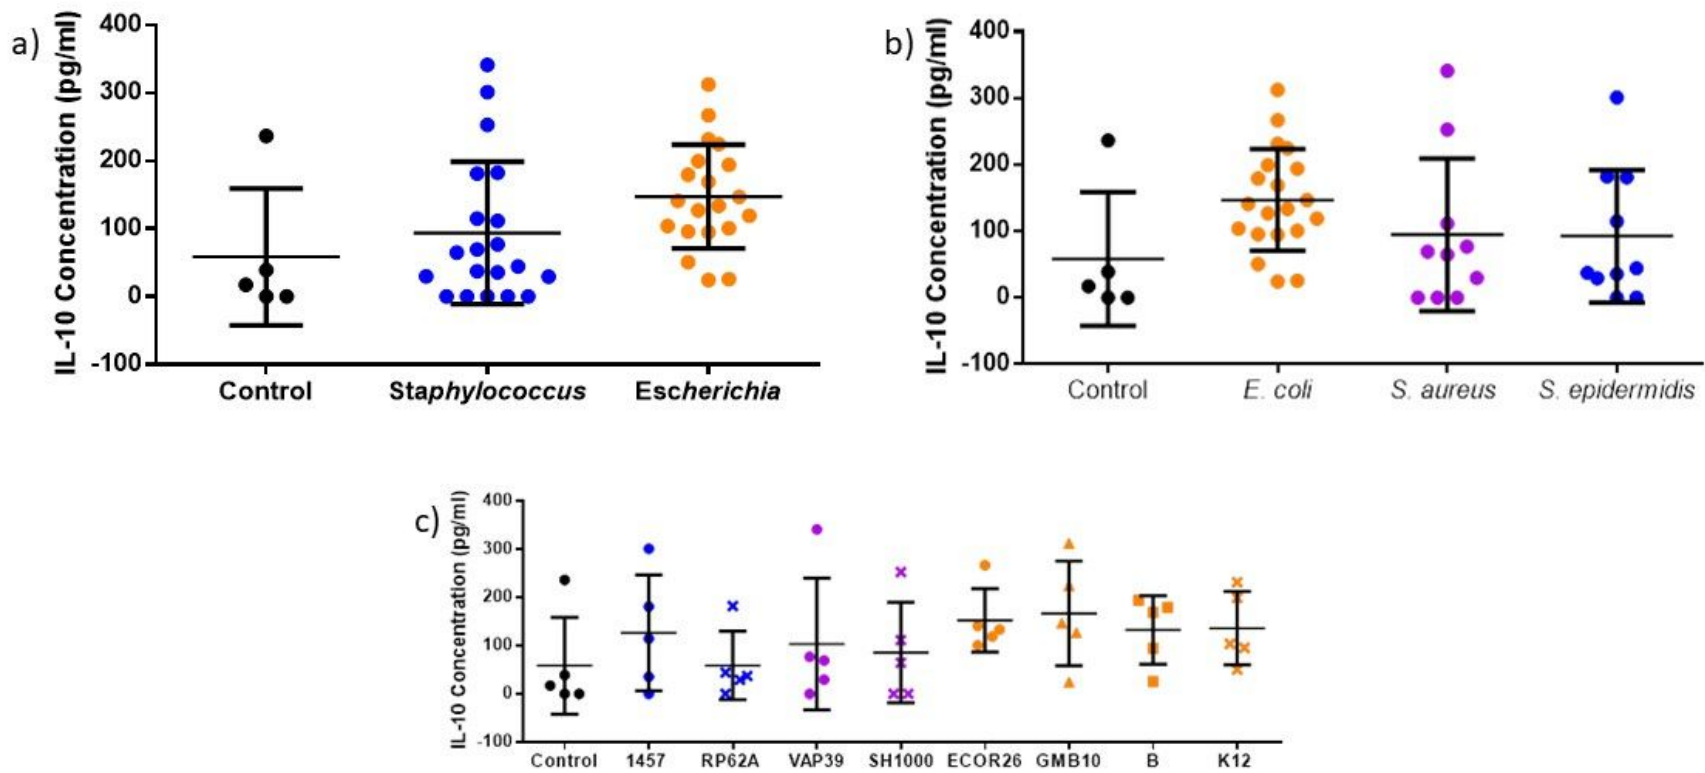 a)
IL-10 Concentration (pg/ml)
400
300
200
100
0
-100
Control Staphylococcus Escherichia
b)
IL-10 Concentration (pg/ml)
400
300
200
100
0
-100
Control E. coli S. aureus S. epidermidis
c)
IL-10 Concentration (pg/ml)
400
300
200
100
0
-100
Control 1457 RP62A VAP39 SH1000 ECOR26 GMB10 B K12